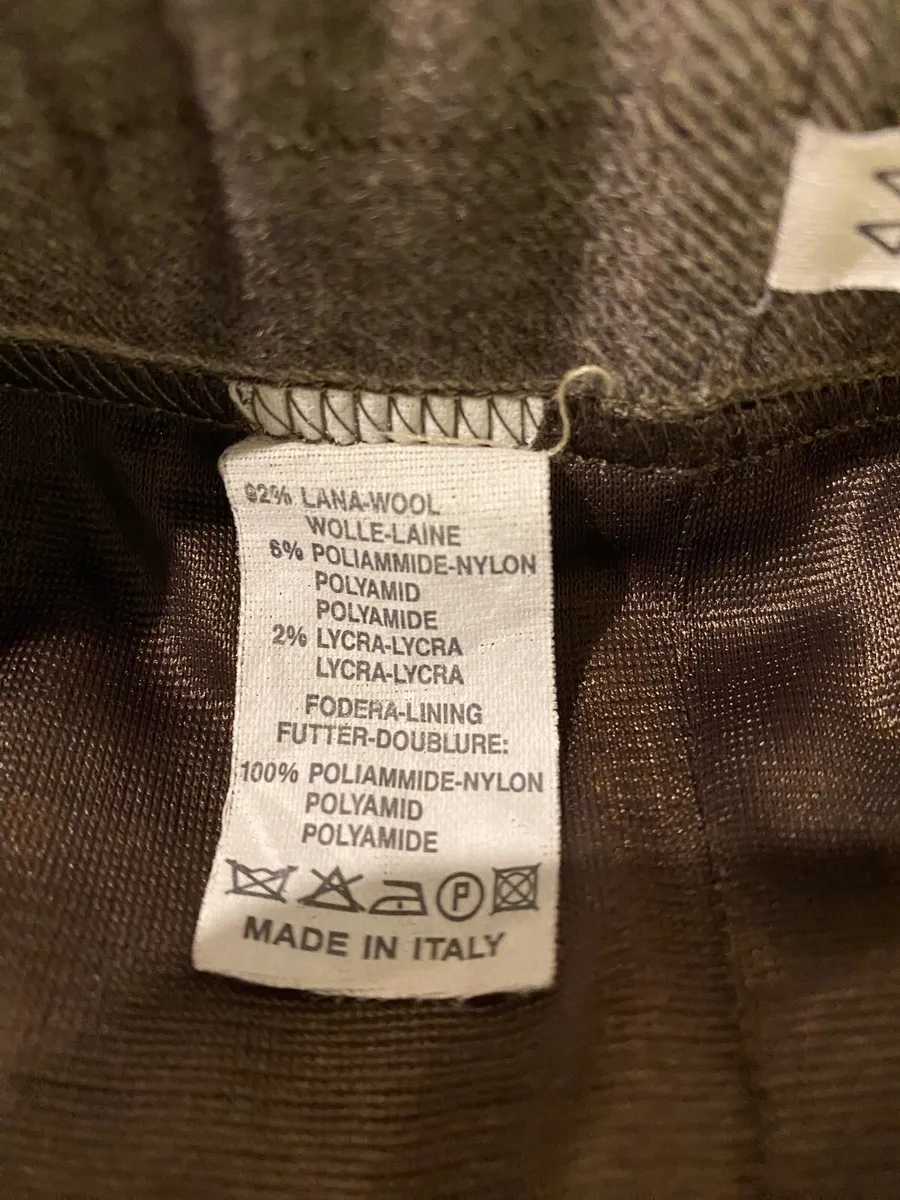 92% LANA-WOOL
WOLLE-LAINE
6% POLIAMMIDE-NYLON
POLYAMID
POLYAMIDE
2% LYCRA-LYCRA
LYCRA-LYCRA
FODERA-LINING
FUTTER-DOUBLURE:
100% POLIAMMIDE-NYLON
POLYAMID
POLYAMIDE
P
MADE IN ITALY